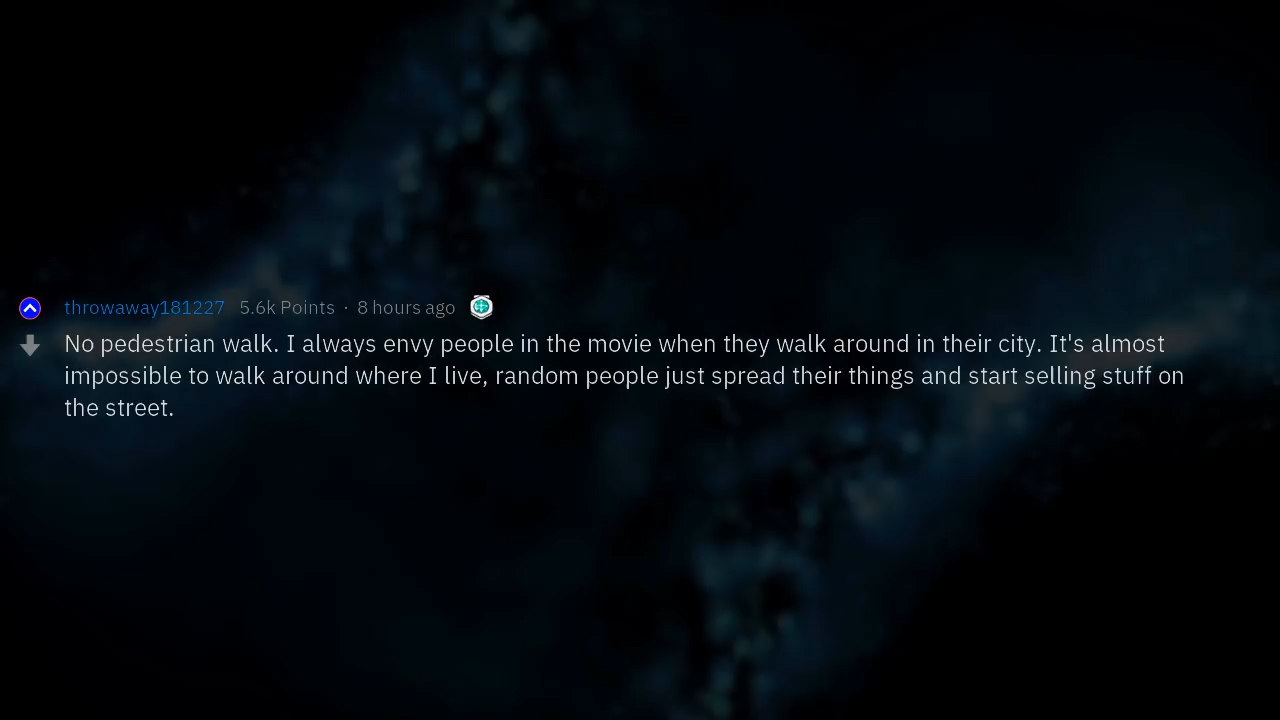 throwaway181227 5.6k Points · 8 hours ago
No pedestrian walk. I always envy people in the movie when they walk around in their city. It's almost
impossible to walk around where I live, random people just spread their things and start selling stuff on
the street.